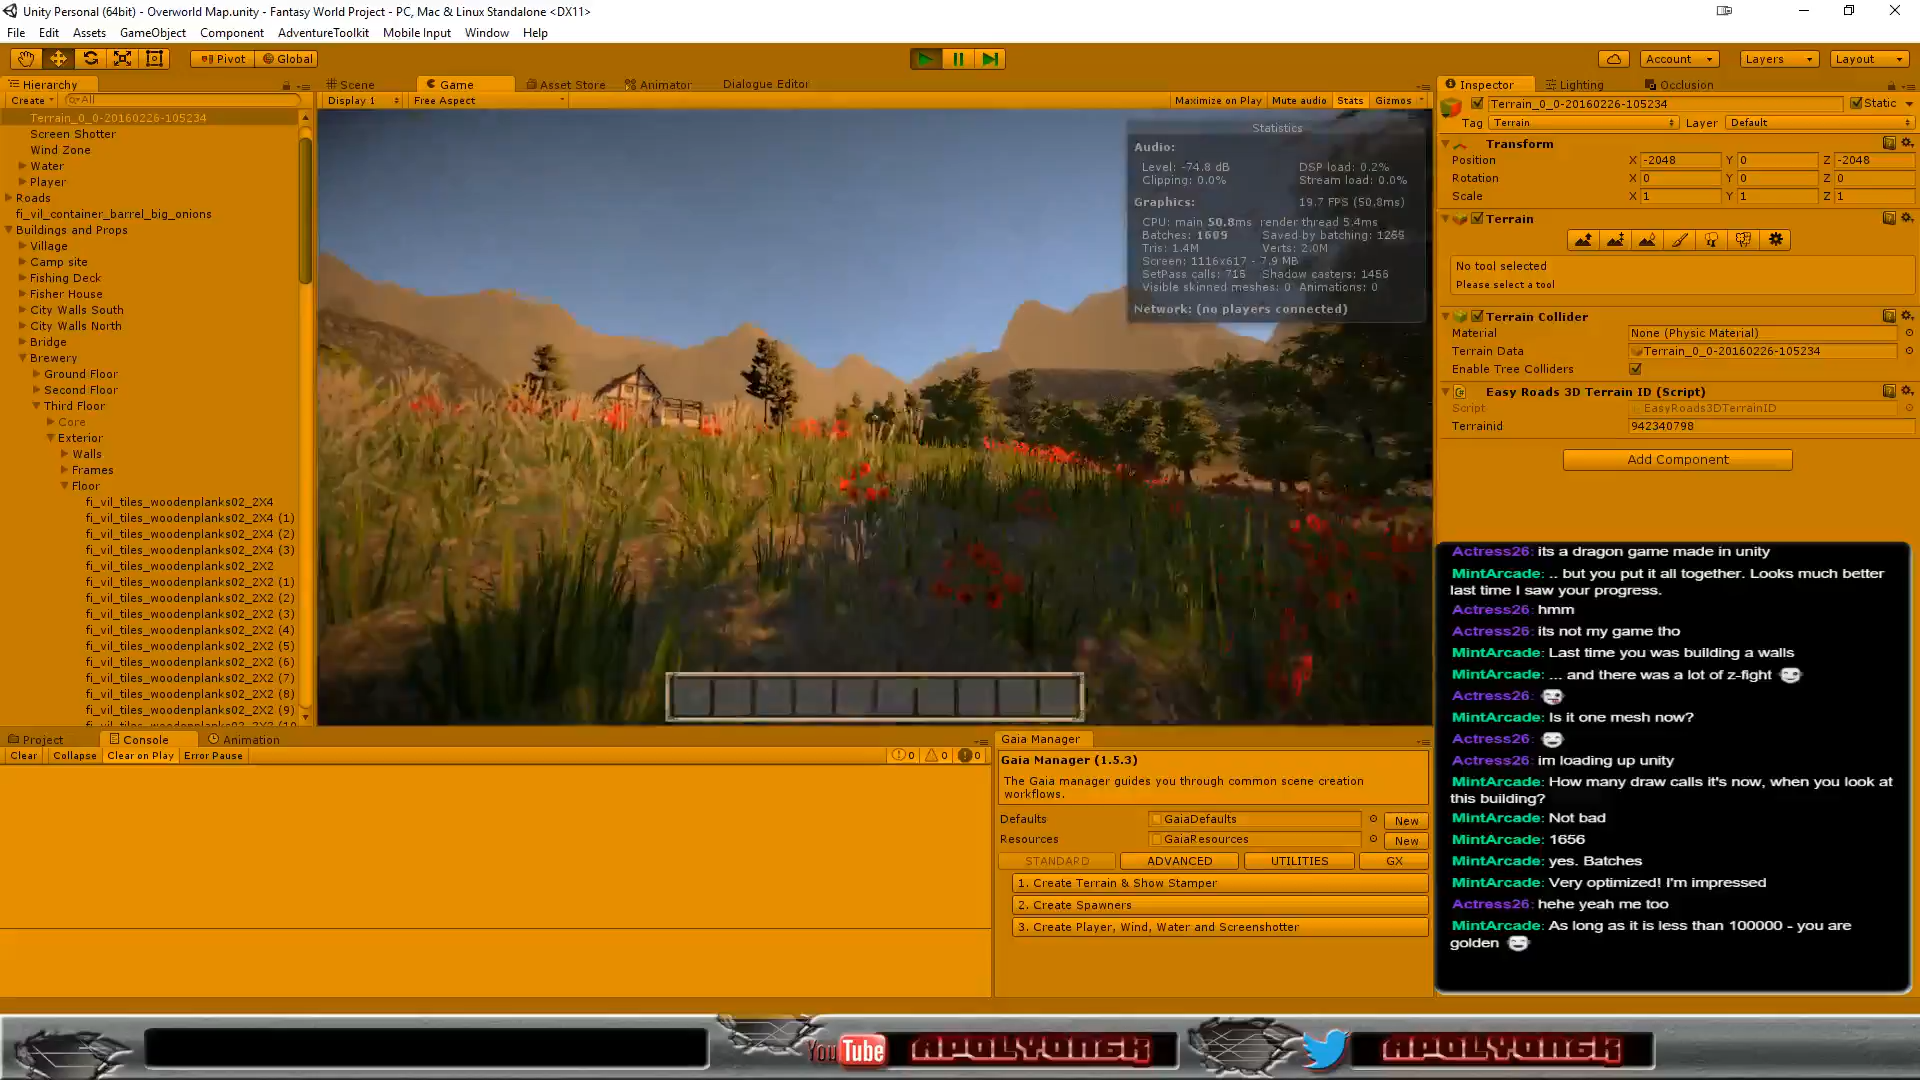 Unity Personal (64bit) - Overworld Map.unity - Fantasy World Project - PC, Mac & Linux Standalone <DX11>
File Edit Assets GameObject Component AdventureToolkit Mobile Input Window Help
Pivot Global Account Layers Layout
Hierarchy
Create All
Terrain_0_0-20160226-105234
Screen Shotter
Wind Zone
Water
Player
Roads
fi_vil_container_barrel_big_onions
Buildings and Props
Village
Camp site
Fishing Deck
Fisher House
City Walls South
City Walls North
Bridge
Brewery
Ground Floor
Second Floor
Third Floor
Core
Exterior
Walls
Frames
Floor
fi_vil_tiles_woodenplanks02_2X4
fi_vil_tiles_woodenplanks02_2X4 (1)
fi_vil_tiles_woodenplanks02_2X4 (2)
fi_vil_tiles_woodenplanks02_2X4 (3)
fi_vil_tiles_woodenplanks02_2X2
fi_vil_tiles_woodenplanks02_2X2 (1)
fi_vil_tiles_woodenplanks02_2X2 (2)
fi_vil_tiles_woodenplanks02_2X2 (3)
fi_vil_tiles_woodenplanks02_2X2 (4)
fi_vil_tiles_woodenplanks02_2X2 (5)
fi_vil_tiles_woodenplanks02_2X2 (6)
fi_vil_tiles_woodenplanks02_2X2 (7)
fi_vil_tiles_woodenplanks02_2X2 (8)
fi_vil_tiles_woodenplanks02_2X2 (9)
Scene Game Asset Store Animator Dialogue Editor
Display 1 Free Aspect Maximize on Play Mute audio Stats Gizmos
Statistics
Audio:
Level: -74.8 dB DSP load: 0.2%
Clipping: 0.0% Stream load: 0.0%
Graphics: 19.7 FPS (50.8ms)
CPU: main 50.8ms render thread 5.4ms
Batches: 1609 Saved by batching: 1266
Tris: 1.4M Verts: 2.0M
Screen: 1116x617 - 7.9 MB
SetPass calls: 715 Shadow casters: 1456
Visible skinned meshes: 0 Animations: 0
Network: (no players connected)
Inspector Lighting Occlusion
Terrain_0_0-20160226-105234 Static
Tag Terrain Layer Default
Transform
Position X -2048 Y 0 Z -2048
Rotation X 0 Y 0 Z 0
Scale X 1 Y 1 Z 1
Terrain
No tool selected
Please select a tool
Terrain Collider
Material None (Physic Material)
Terrain Data Terrain_0_0-20160226-105234
Enable Tree Colliders
Easy Roads 3D Terrain ID (Script)
Script EasyRoads3DTerrainID
Terrainid 942340798
Add Component
Actress26: its a dragon game made in unity
MintArcade: .. but you put it all together. Looks much better
last time I saw your progress.
Actress26: hmm
Actress26: its not my game tho
MintArcade: Last time you was building a walls
MintArcade: ... and there was a lot of z-fight
Actress26:
MintArcade: Is it one mesh now?
Actress26:
Actress26: im loading up unity
MintArcade: How many draw calls it's now, when you look at
this building?
MintArcade: Not bad
MintArcade: 1656
MintArcade: yes. Batches
MintArcade: Very optimized! I'm impressed
Actress26: hehe yeah me too
MintArcade: As long as it is less than 100000 - you are
golden
Project Console Animation
Clear Collapse Clear on Play Error Pause 0 0 0
Gaia Manager
Gaia Manager (1.5.3)
The Gaia manager guides you through common scene creation
workflows.
Defaults GaiaDefaults New
Resources GaiaResources New
STANDARD ADVANCED UTILITIES GX
1. Create Terrain & Show Stamper
2. Create Spawners
3. Create Player, Wind, Water and Screenshotter
YouTube APOLYONGK APOLYONGK